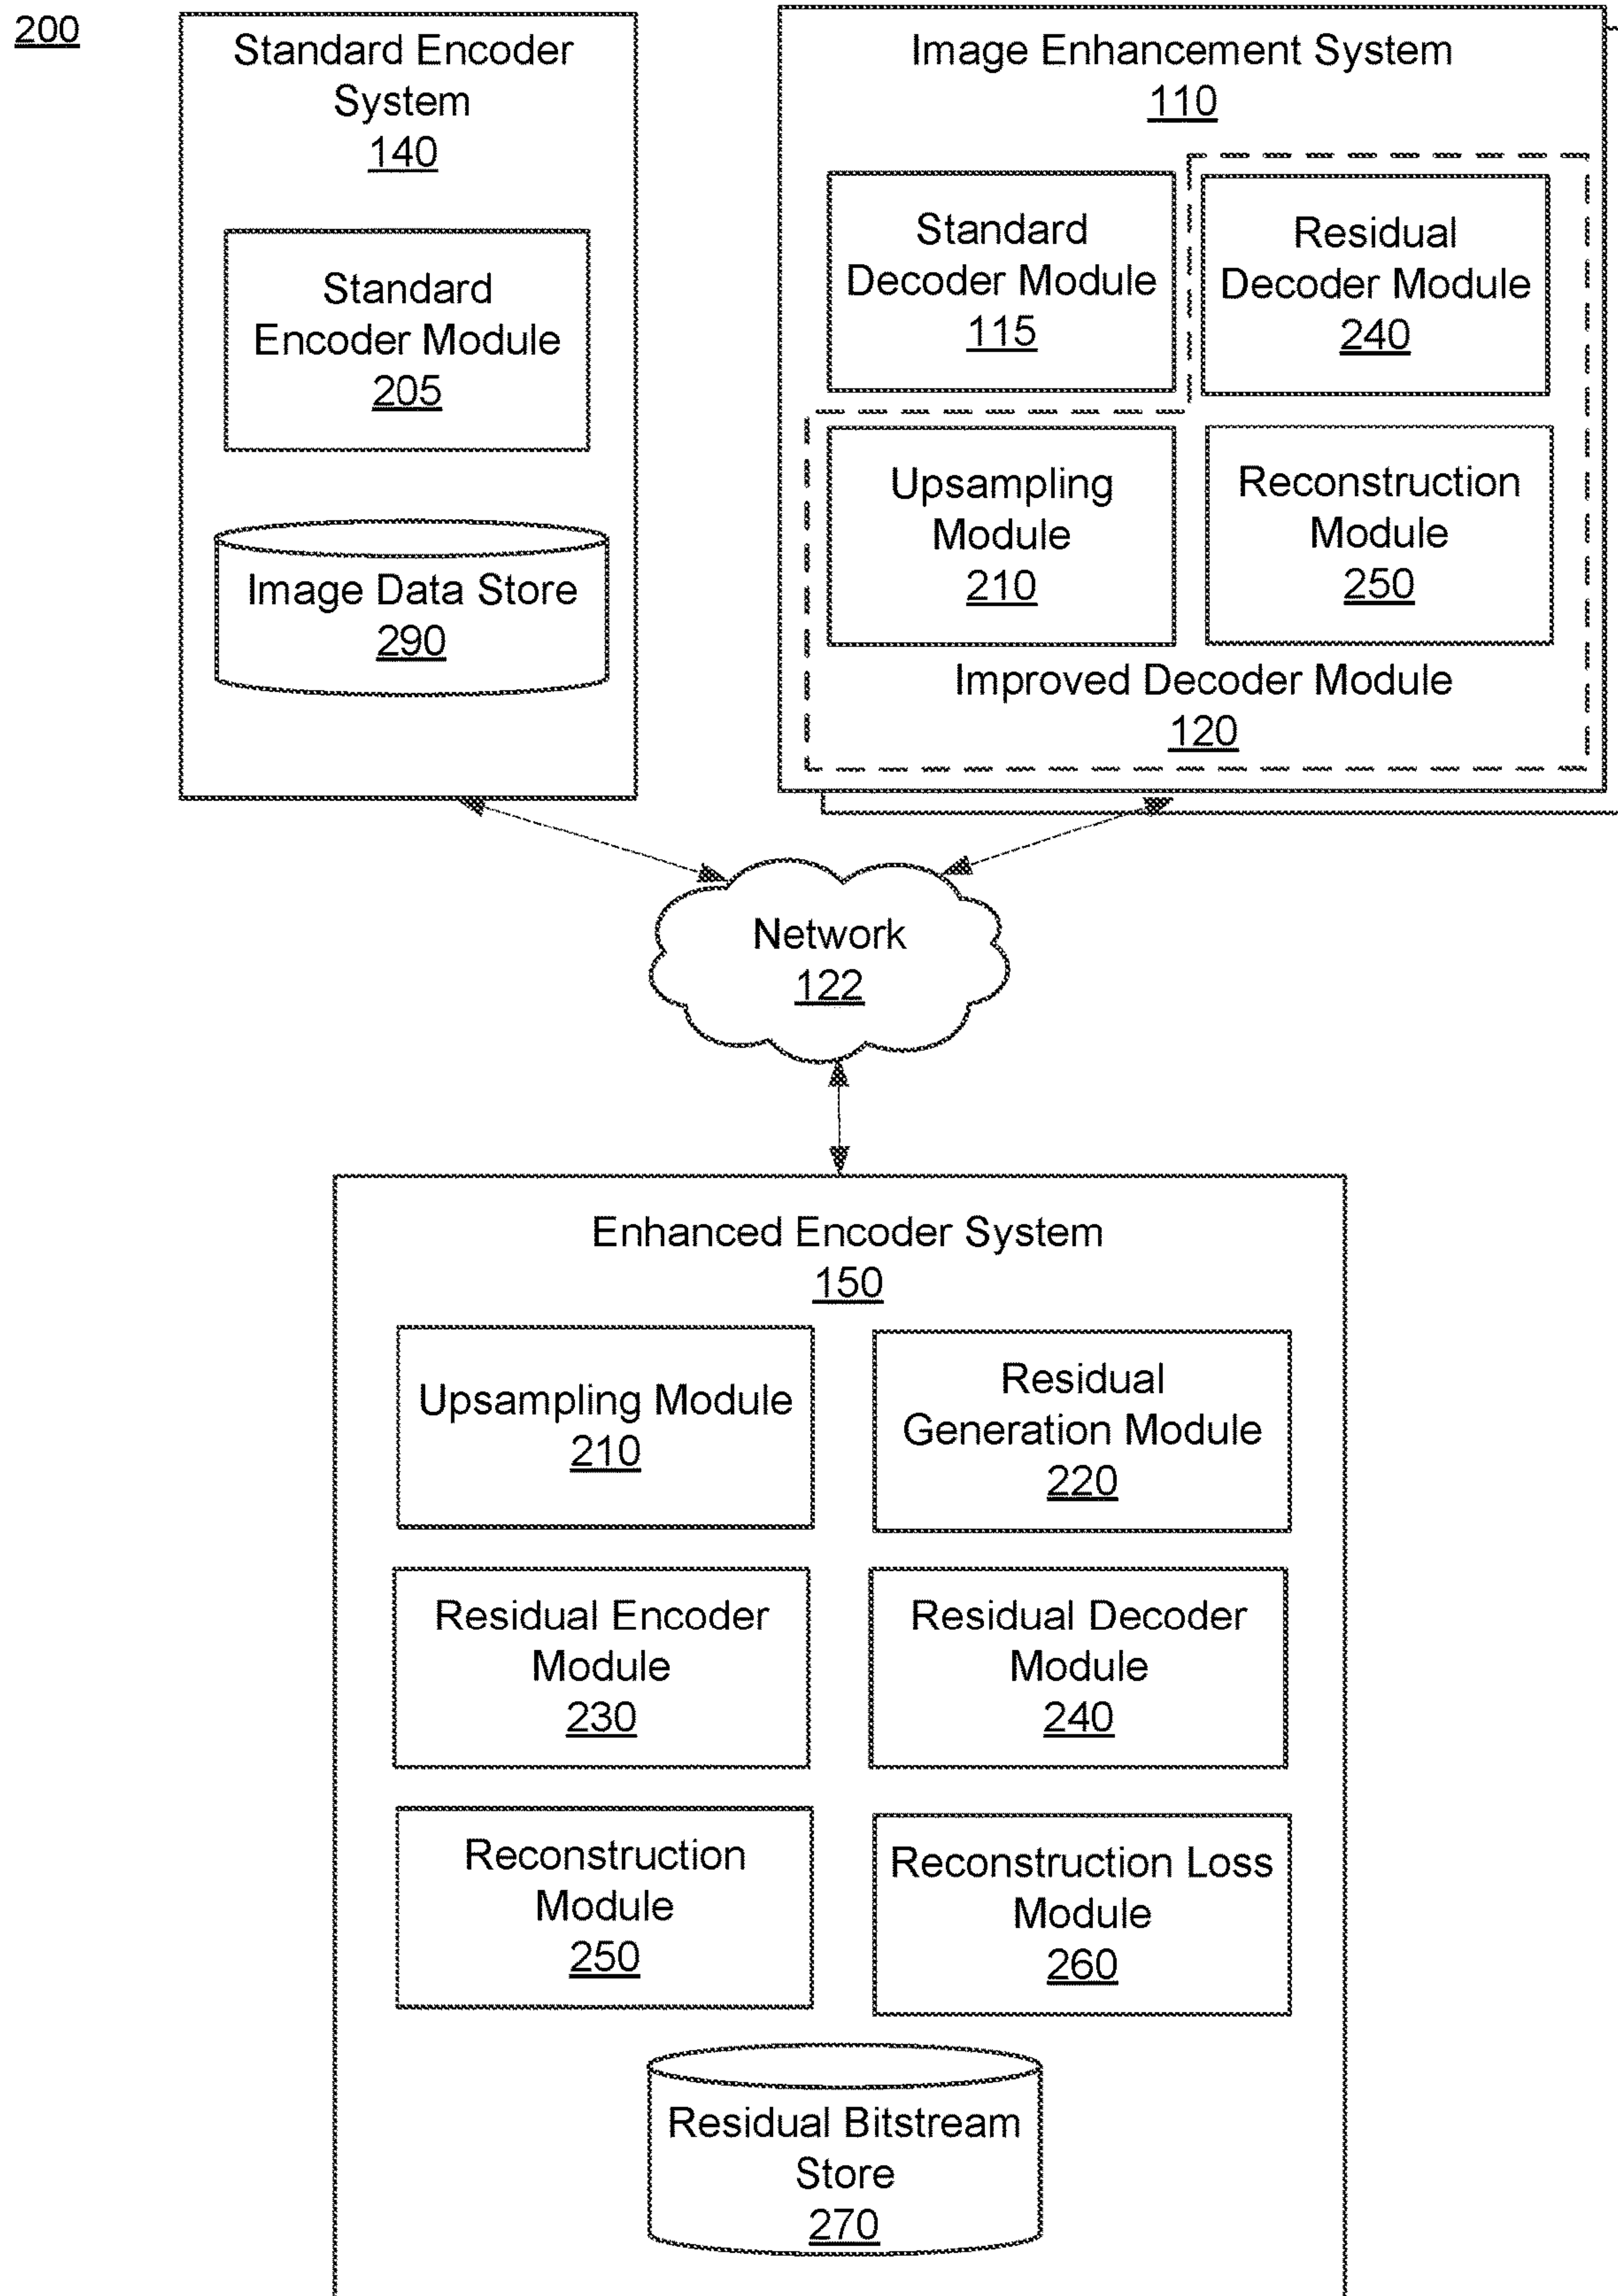 200
Standard Encoder
System
140
Standard
Encoder Module
205
Image Data Store
290
Image Enhancement System
110
Standard
Decoder Module
115
Residual
Decoder Module
240
Upsampling
Module
210
Reconstruction
Module
250
Improved Decoder Module
120
Network
122
Enhanced Encoder System
150
Upsampling Module
210
Residual
Generation Module
220
Residual Encoder
Module
230
Residual Decoder
Module
240
Reconstruction
Module
250
Reconstruction Loss
Module
260
Residual Bitstream
Store
270